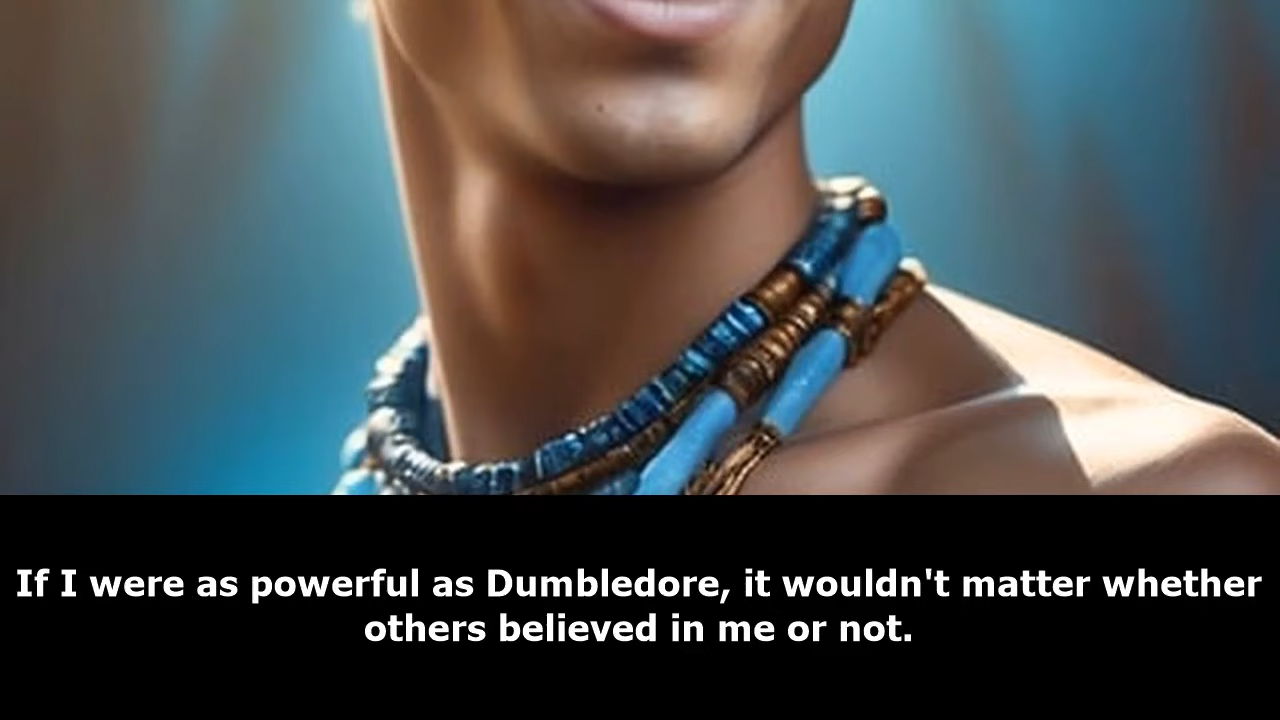 If I were as powerful as Dumbledore, it wouldn't matter whether
others believed in me or not.